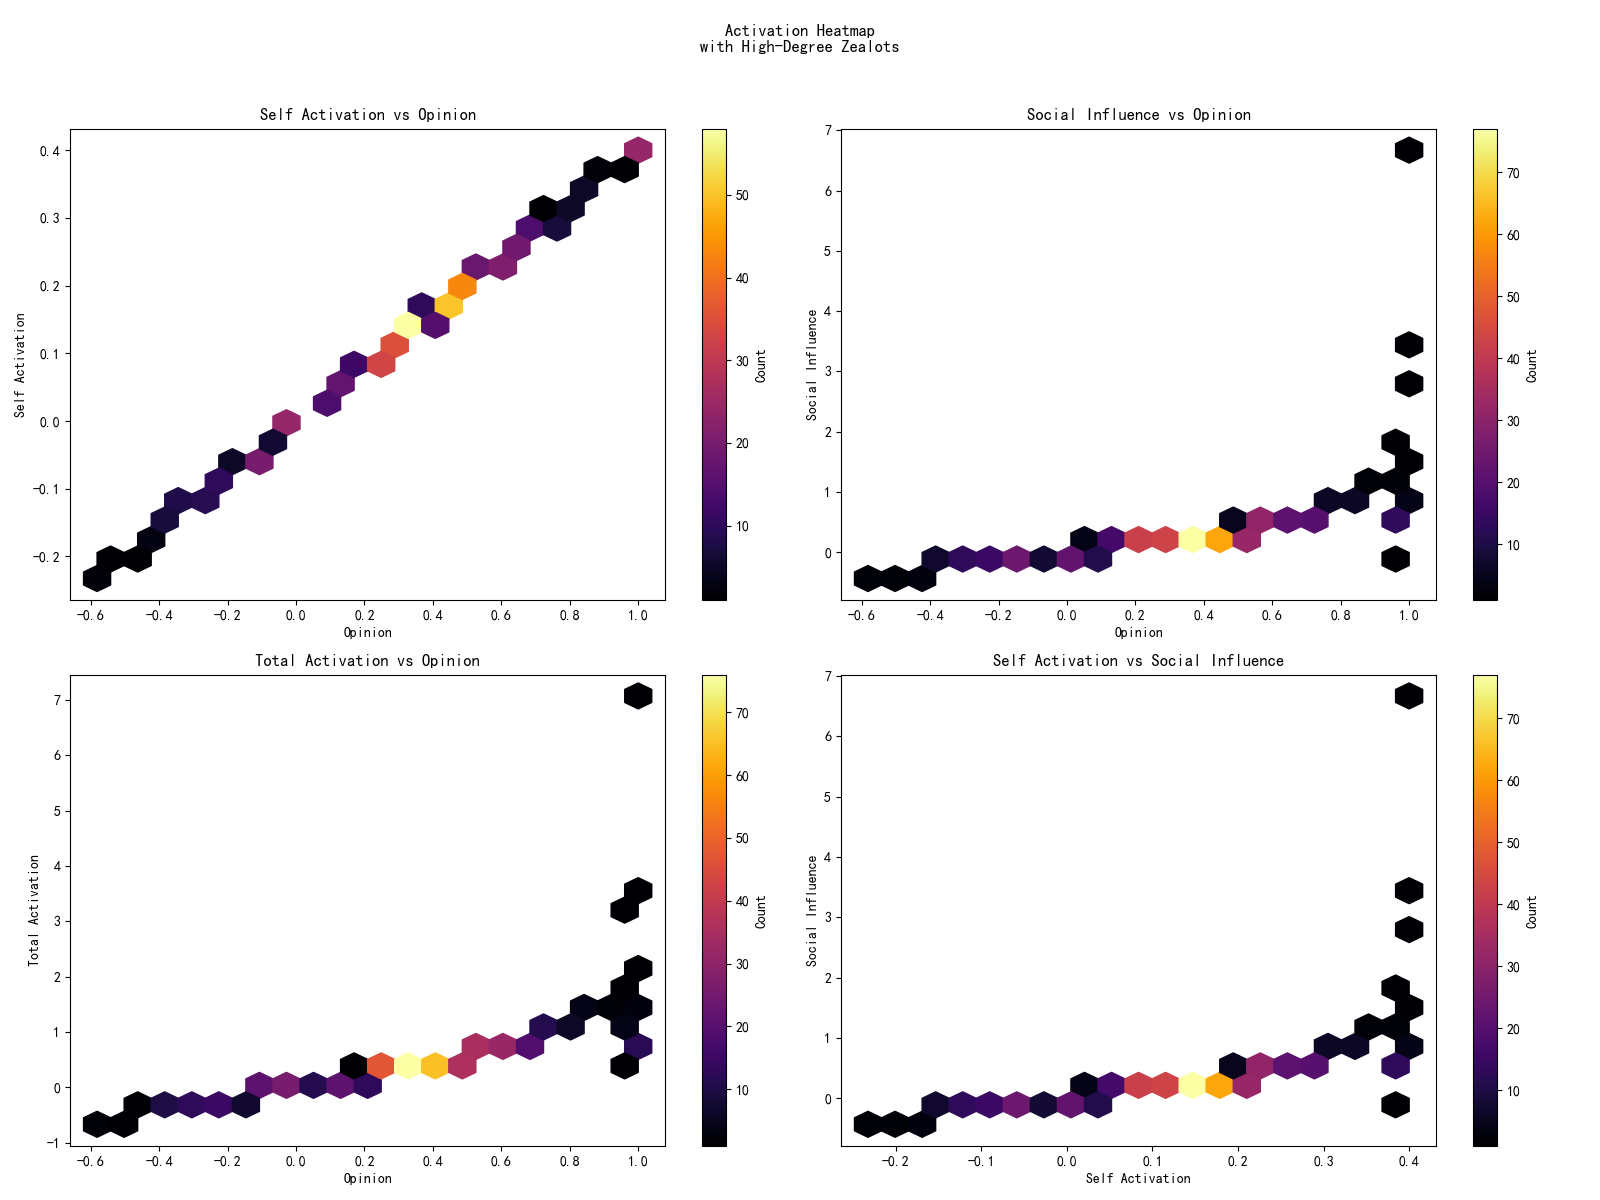 Activation Heatmap
with High-Degree Zealots
Self Activation vs Opinion
Self Activation
0.4
0.3
0.2
0.1
0.0
-0.1
-0.2
-0.6 -0.4 -0.2 0.0 0.2 0.4 0.6 0.8 1.0
Opinion
50
40
30
20
10
Count
Social Influence vs Opinion
Social Influence
7
6
5
4
3
2
1
0
-0.6 -0.4 -0.2 0.0 0.2 0.4 0.6 0.8 1.0
Opinion
70
60
50
40
30
20
10
Count
Total Activation vs Opinion
Total Activation
7
6
5
4
3
2
1
0
-1
-0.6 -0.4 -0.2 0.0 0.2 0.4 0.6 0.8 1.0
Opinion
70
60
50
40
30
20
10
Count
Self Activation vs Social Influence
Social Influence
7
6
5
4
3
2
1
0
-0.2 -0.1 0.0 0.1 0.2 0.3 0.4
Self Activation
70
60
50
40
30
20
10
Count